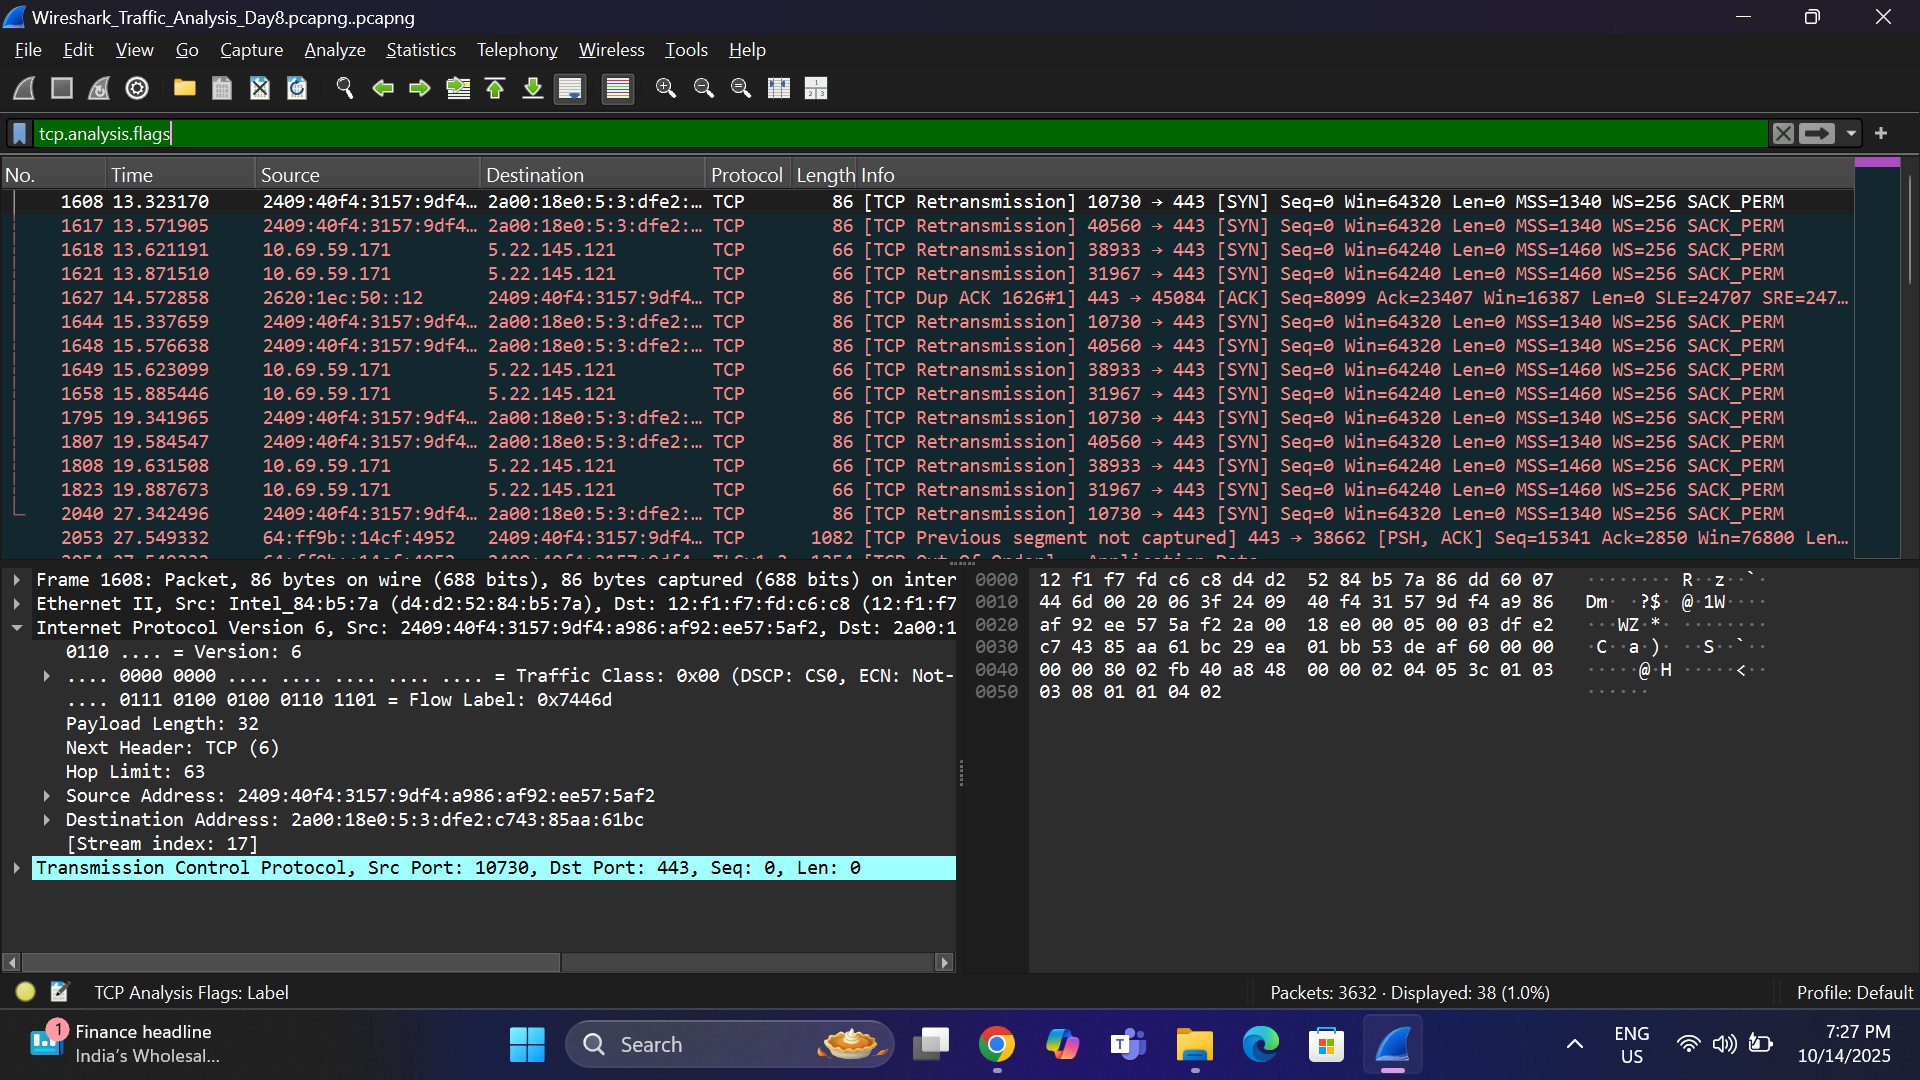 Wireshark_Traffic_Analysis_Day8.pcapng..pcapng
File Edit View Go Capture Analyze Statistics Telephony Wireless Tools Help
tcp.analysis.flags
No. Time Source Destination Protocol Length Info
1608 13.323170 2409:40f4:3157:9df4… 2a00:18e0:5:3:dfe2:… TCP 86 [TCP Retransmission] 10730 → 443 [SYN] Seq=0 Win=64320 Len=0 MSS=1340 WS=256 SACK_PERM
1617 13.571905 2409:40f4:3157:9df4… 2a00:18e0:5:3:dfe2:… TCP 86 [TCP Retransmission] 40560 → 443 [SYN] Seq=0 Win=64320 Len=0 MSS=1340 WS=256 SACK_PERM
1618 13.621191 10.69.59.171 5.22.145.121 TCP 66 [TCP Retransmission] 38933 → 443 [SYN] Seq=0 Win=64240 Len=0 MSS=1460 WS=256 SACK_PERM
1621 13.871510 10.69.59.171 5.22.145.121 TCP 66 [TCP Retransmission] 31967 → 443 [SYN] Seq=0 Win=64240 Len=0 MSS=1460 WS=256 SACK_PERM
1627 14.572858 2620:1ec:50::12 2409:40f4:3157:9df4… TCP 86 [TCP Dup ACK 1626#1] 443 → 45084 [ACK] Seq=8099 Ack=23407 Win=16387 Len=0 SLE=24707 SRE=247…
1644 15.337659 2409:40f4:3157:9df4… 2a00:18e0:5:3:dfe2:… TCP 86 [TCP Retransmission] 10730 → 443 [SYN] Seq=0 Win=64320 Len=0 MSS=1340 WS=256 SACK_PERM
1648 15.576638 2409:40f4:3157:9df4… 2a00:18e0:5:3:dfe2:… TCP 86 [TCP Retransmission] 40560 → 443 [SYN] Seq=0 Win=64320 Len=0 MSS=1340 WS=256 SACK_PERM
1649 15.623099 10.69.59.171 5.22.145.121 TCP 66 [TCP Retransmission] 38933 → 443 [SYN] Seq=0 Win=64240 Len=0 MSS=1460 WS=256 SACK_PERM
1658 15.885446 10.69.59.171 5.22.145.121 TCP 66 [TCP Retransmission] 31967 → 443 [SYN] Seq=0 Win=64240 Len=0 MSS=1460 WS=256 SACK_PERM
1795 19.341965 2409:40f4:3157:9df4… 2a00:18e0:5:3:dfe2:… TCP 86 [TCP Retransmission] 10730 → 443 [SYN] Seq=0 Win=64320 Len=0 MSS=1340 WS=256 SACK_PERM
1807 19.584547 2409:40f4:3157:9df4… 2a00:18e0:5:3:dfe2:… TCP 86 [TCP Retransmission] 40560 → 443 [SYN] Seq=0 Win=64320 Len=0 MSS=1340 WS=256 SACK_PERM
1808 19.631508 10.69.59.171 5.22.145.121 TCP 66 [TCP Retransmission] 38933 → 443 [SYN] Seq=0 Win=64240 Len=0 MSS=1460 WS=256 SACK_PERM
1823 19.887673 10.69.59.171 5.22.145.121 TCP 66 [TCP Retransmission] 31967 → 443 [SYN] Seq=0 Win=64240 Len=0 MSS=1460 WS=256 SACK_PERM
2040 27.342496 2409:40f4:3157:9df4… 2a00:18e0:5:3:dfe2:… TCP 86 [TCP Retransmission] 10730 → 443 [SYN] Seq=0 Win=64320 Len=0 MSS=1340 WS=256 SACK_PERM
2053 27.549332 64:ff9b::14cf:4952 2409:40f4:3157:9df4… TCP 1082 [TCP Previous segment not captured] 443 → 38662 [PSH, ACK] Seq=15341 Ack=2850 Win=76800 Len…
Frame 1608: Packet, 86 bytes on wire (688 bits), 86 bytes captured (688 bits) on inter
Ethernet II, Src: Intel_84:b5:7a (d4:d2:52:84:b5:7a), Dst: 12:f1:f7:fd:c6:c8 (12:f1:f7
Internet Protocol Version 6, Src: 2409:40f4:3157:9df4:a986:af92:ee57:5af2, Dst: 2a00:1
0110 .... = Version: 6
.... 0000 0000 .... .... .... .... .... = Traffic Class: 0x00 (DSCP: CS0, ECN: Not-
.... 0111 0100 0100 0110 1101 = Flow Label: 0x7446d
Payload Length: 32
Next Header: TCP (6)
Hop Limit: 63
Source Address: 2409:40f4:3157:9df4:a986:af92:ee57:5af2
Destination Address: 2a00:18e0:5:3:dfe2:c743:85aa:61bc
[Stream index: 17]
Transmission Control Protocol, Src Port: 10730, Dst Port: 443, Seq: 0, Len: 0
0000 12 f1 f7 fd c6 c8 d4 d2 52 84 b5 7a 86 dd 60 07 ········ R··z··`·
0010 44 6d 00 20 06 3f 24 09 40 f4 31 57 9d f4 a9 86 Dm· ·?$· @·1W····
0020 af 92 ee 57 5a f2 2a 00 18 e0 00 05 00 03 df e2 ···WZ·*· ········
0030 c7 43 85 aa 61 bc 29 ea 01 bb 53 de af 60 00 00 ·C··a·)· ··S··`··
0040 00 00 80 02 fb 40 a8 48 00 00 02 04 05 3c 01 03 ·····@·H ·····<··
0050 03 08 01 01 04 02 ······
TCP Analysis Flags: Label
Packets: 3632 · Displayed: 38 (1.0%)
Profile: Default
1
Finance headline
India's Wholesal...
Search
ENG
US
7:27 PM
10/14/2025